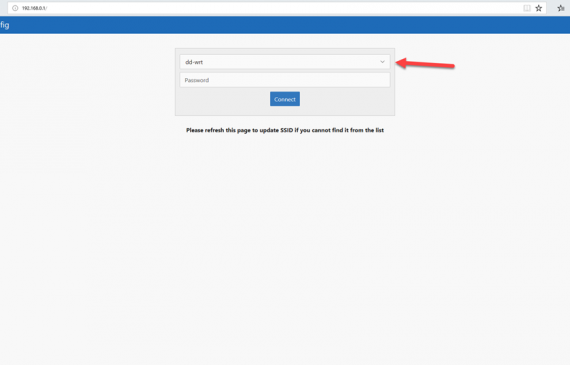 192.168.0.1/
fig
dd-wrt
Password
Connect
Please refresh this page to update SSID if you cannot find it from the list